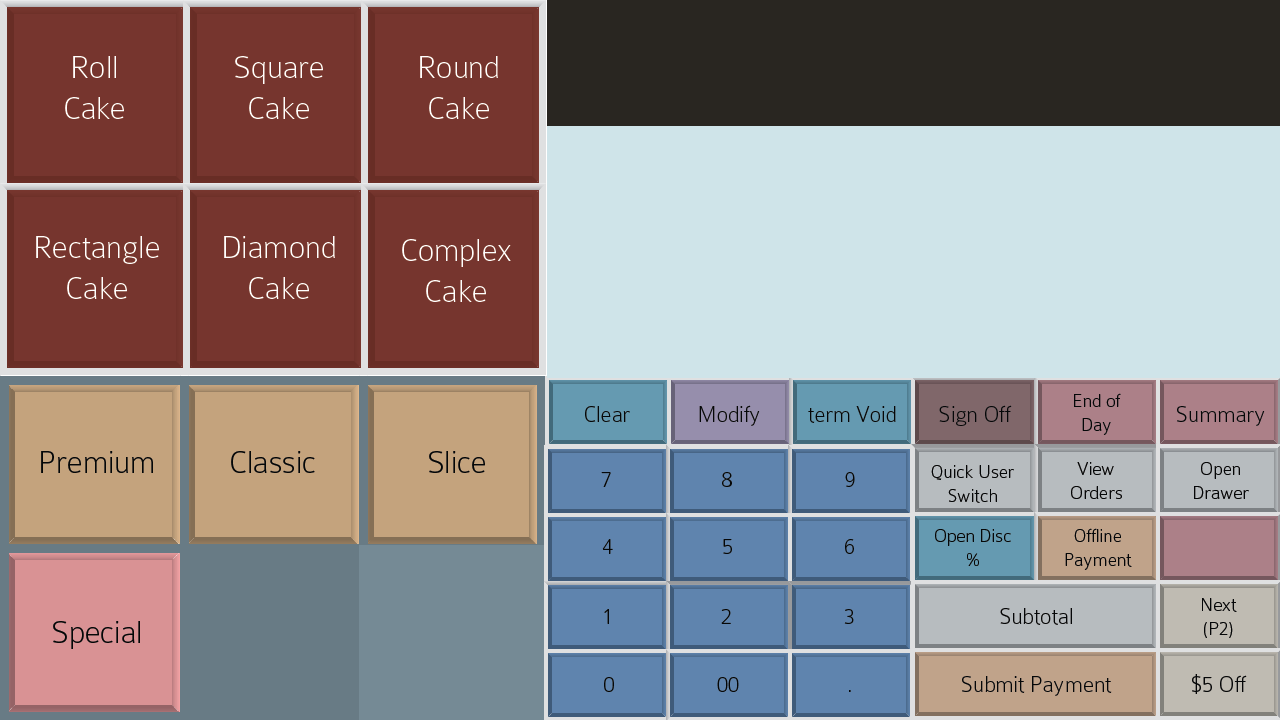 Roll
Cake
Square
Cake
Round
Cake
Rectangle
Cake
Diamond
Cake
Complex
Cake
Premium
Classic
Slice
Special
Clear
Modify
term Void
Sign Off
End of
Day
Summary
7
8
9
Quick User
Switch
View
Orders
Open
Drawer
4
5
6
Open Disc
%
Offline
Payment
1
2
3
Subtotal
Next
(P2)
0
00
.
Submit Payment
$5 Off